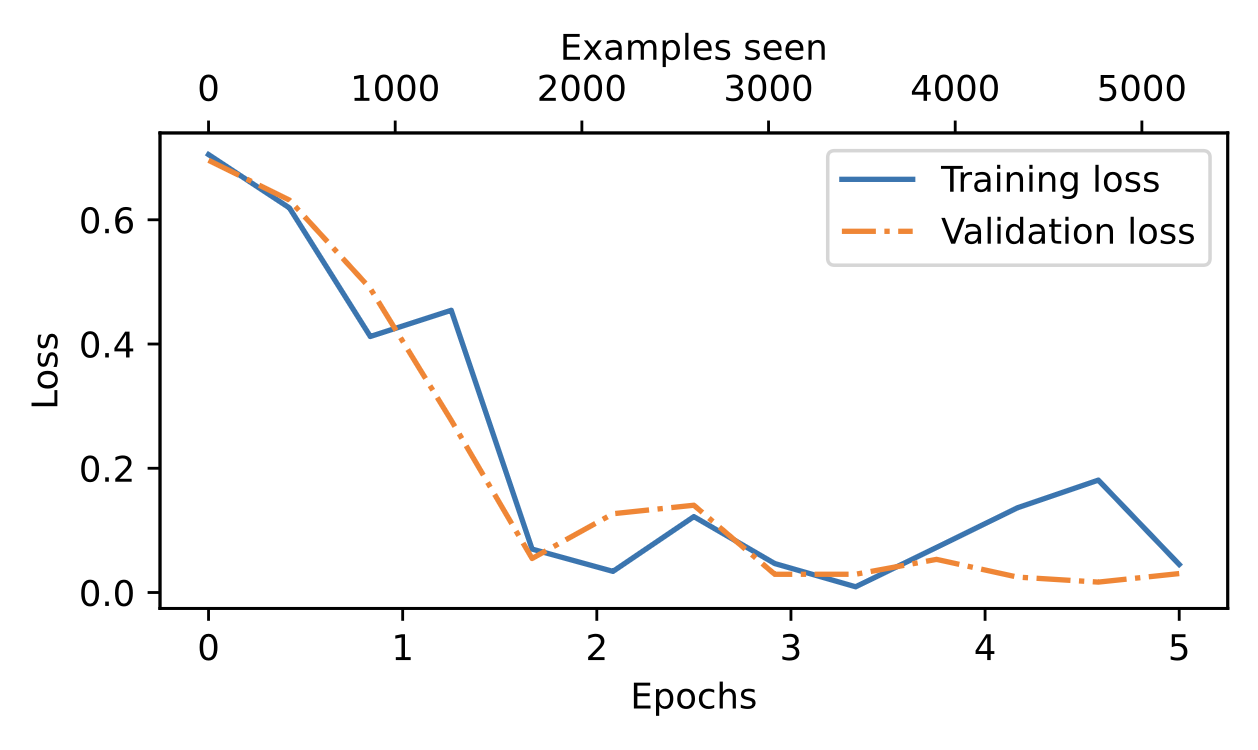 Examples seen
0 1000 2000 3000 4000 5000
Training loss
Validation loss
0.6
0.4
0.2
0.0
Loss
0 1 2 3 4 5
Epochs